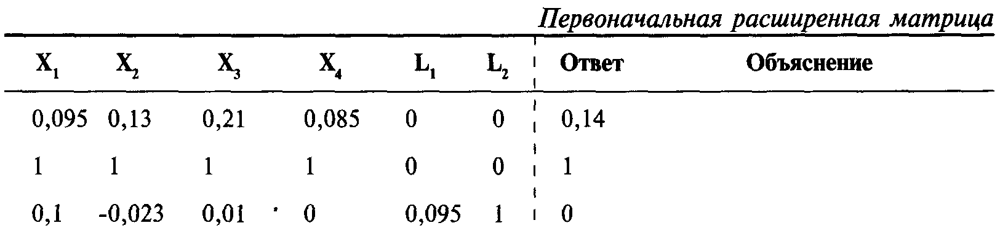 Первоначальная расширенная матрица
X₁ X₂ X₃ X₄ L₁ L₂ Ответ Объяснение
0,095 0,13 0,21 0,085 0 0 0,14
1 1 1 1 0 0 1
0,1 -0,023 0,01 0 0,095 1 0